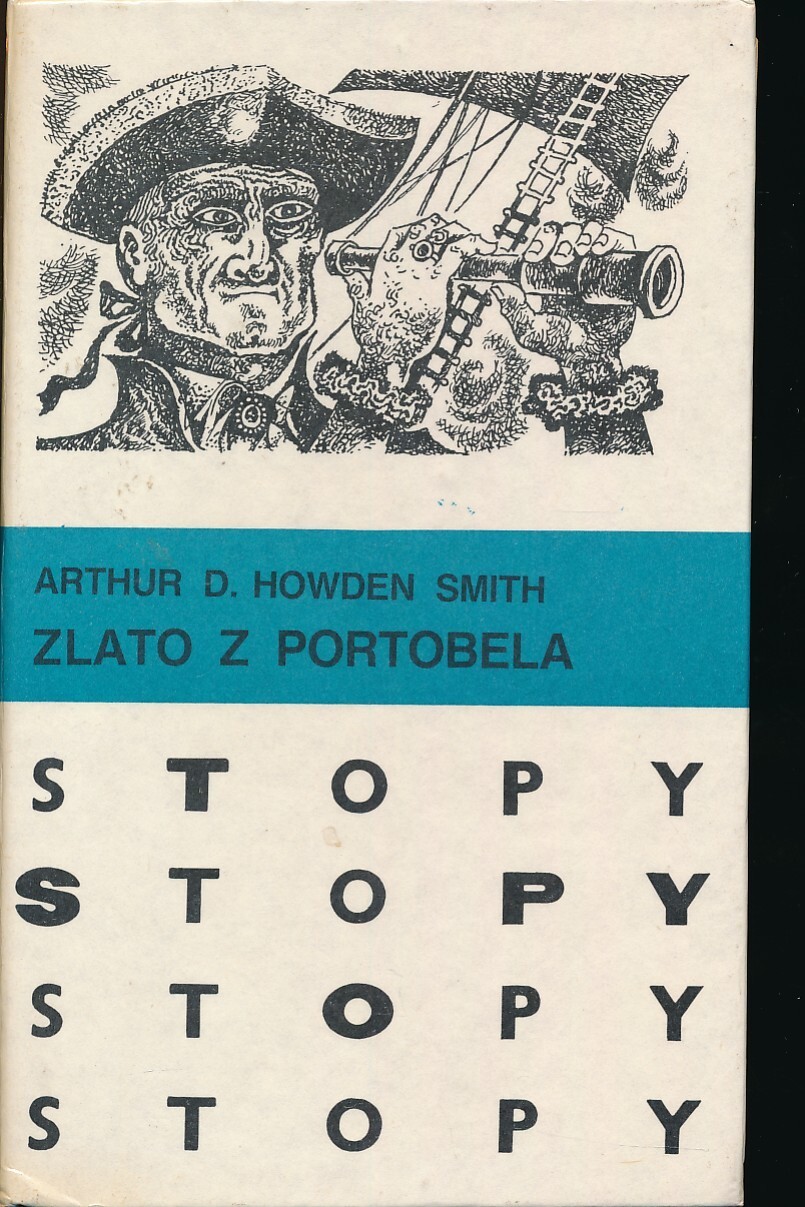 ARTHUR D. HOWDEN SMITH
ZLATO Z PORTOBELA
STOPY
STOPY
STOPY
STOPY